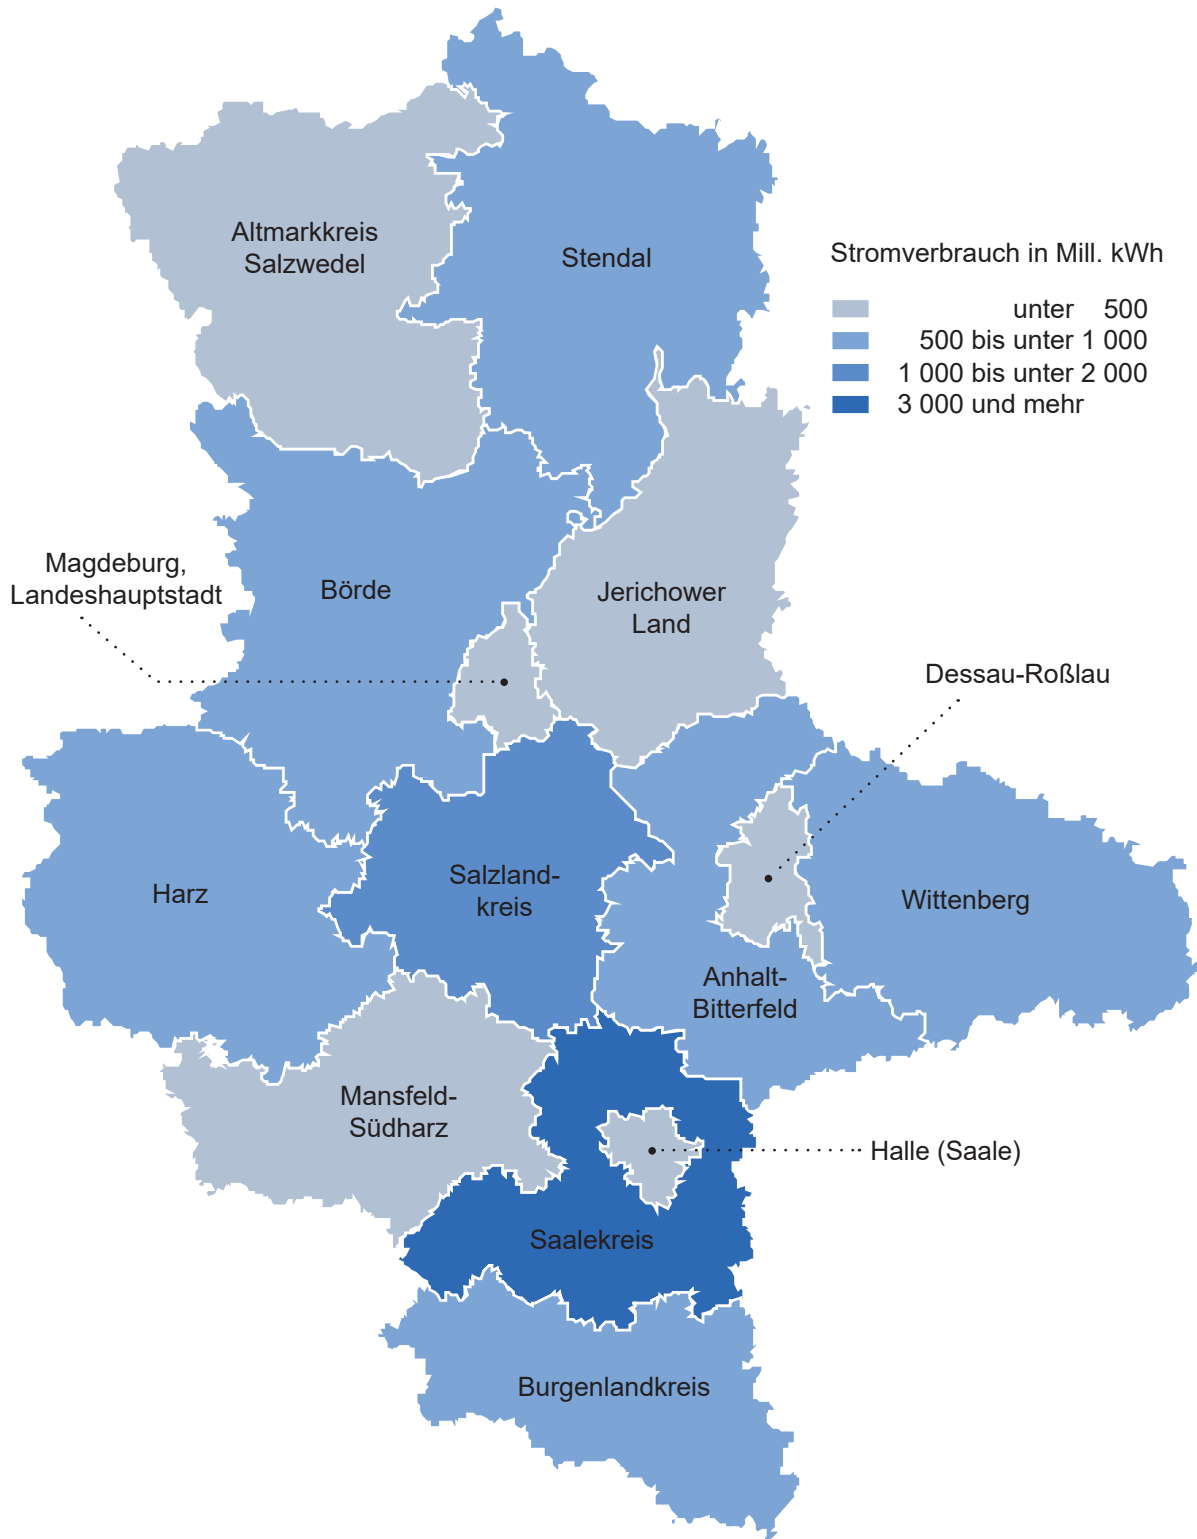 Altmarkkreis
Salzwedel
Stendal
Stromverbrauch in Mill. kWh
unter 500
500 bis unter 1 000
1 000 bis unter 2 000
3 000 und mehr
Magdeburg,
Landeshauptstadt
Börde
Jerichower
Land
Dessau-Roßlau
Harz
Salzland-
kreis
Wittenberg
Anhalt-
Bitterfeld
Mansfeld-
Südharz
Halle (Saale)
Saalekreis
Burgenlandkreis